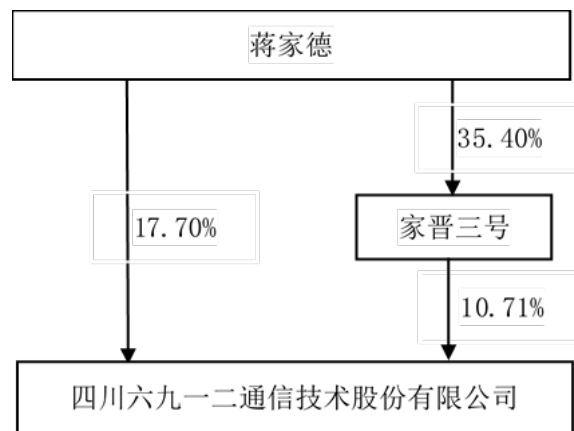 蒋家德
35.40%
17.70%
家晋三号
10.71%
四川六九一二通信技术股份有限公司